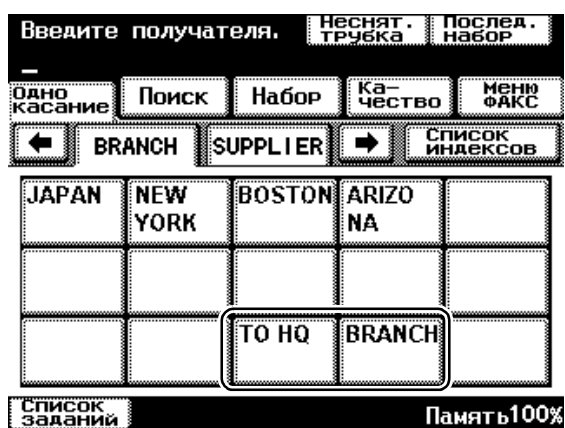 Введите получателя.
Неснят. трубка
Послед. набор
Одно касание
Поиск
Набор
Ка- чество
Меню ФАКС
BRANCH
SUPPLIER
Список индексов
JAPAN
NEW YORK
BOSTON
ARIZO NA
TO HQ
BRANCH
Список заданий
Память100%